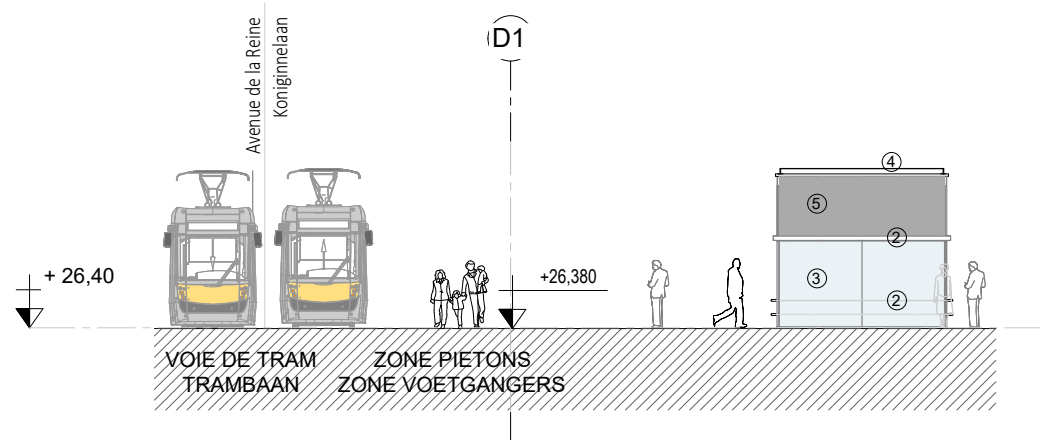 D1
Avenue de la Reine
Koniginnelaan
4
5
2
+ 26,40
+26,380
3
2
VOIE DE TRAM
TRAMBAAN
ZONE PIETONS
ZONE VOETGANGERS